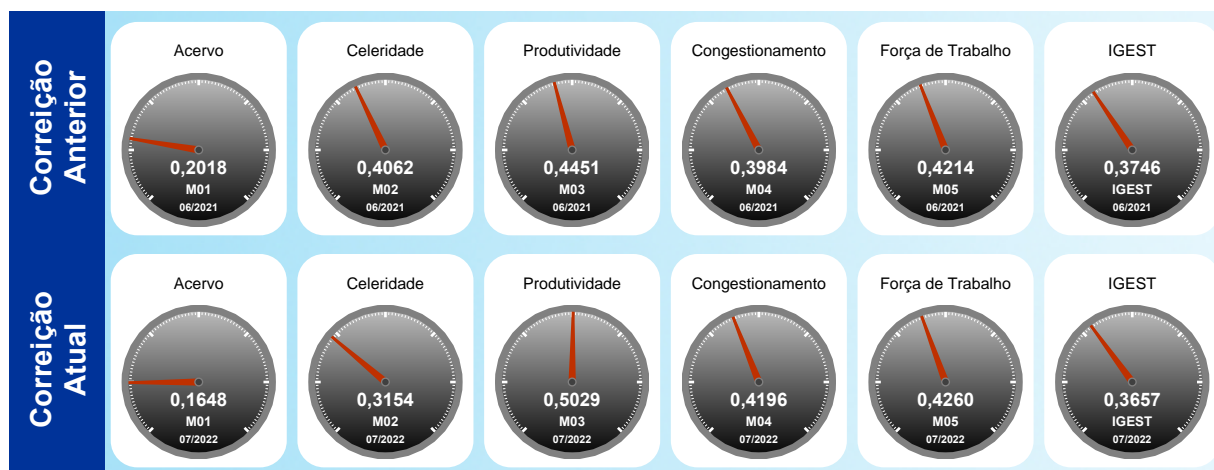 Correição
Anterior
Acervo
0,2018
M01
06/2021
Celeridade
0,4062
M02
06/2021
Produtividade
0,4451
M03
06/2021
Congestionamento
0,3984
M04
06/2021
Força de Trabalho
0,4214
M05
06/2021
IGEST
0,3746
IGEST
06/2021
Correição
Atual
Acervo
0,1648
M01
07/2022
Celeridade
0,3154
M02
07/2022
Produtividade
0,5029
M03
07/2022
Congestionamento
0,4196
M04
07/2022
Força de Trabalho
0,4260
M05
07/2022
IGEST
0,3657
IGEST
07/2022